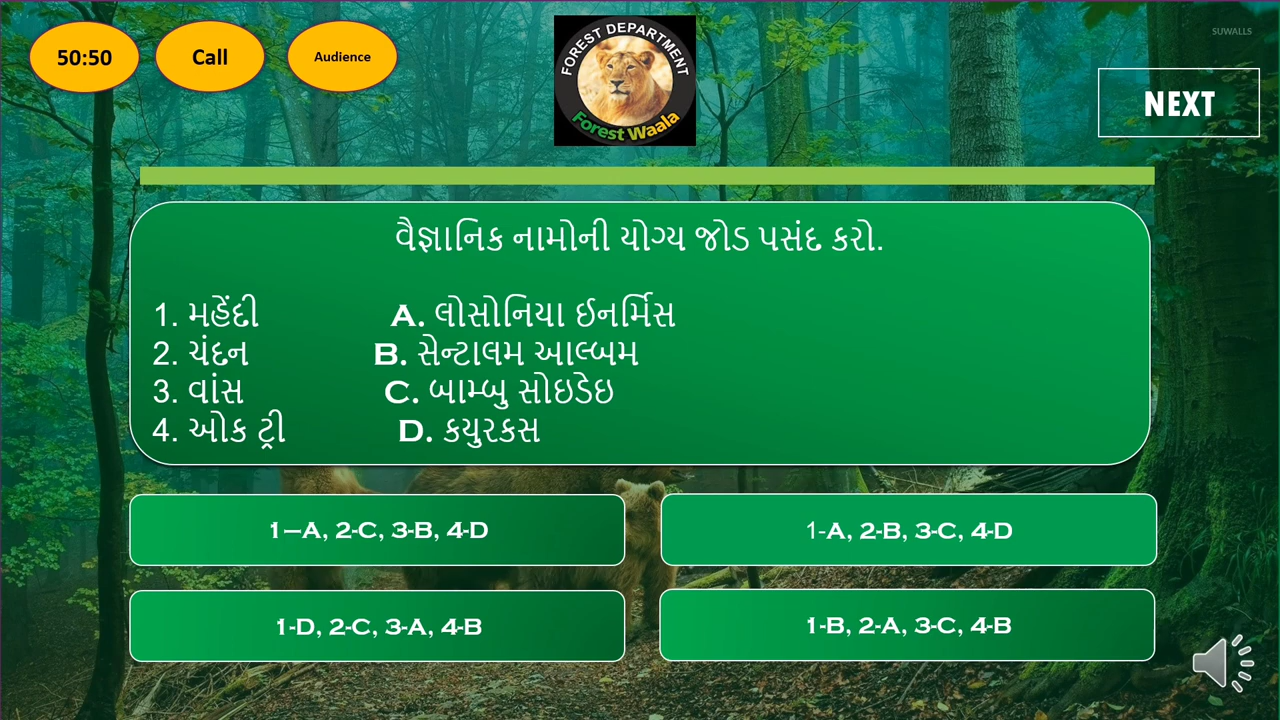 50:50
Call
Audience
FOREST DEPARTMENT
Forest Waala
SUWALLS
NEXT
વૈજ્ઞાનિક નામોની યોગ્ય જોડ પસંદ કરો.
1. મહેંદી A. લોસોનિયા ઈનર્મિસ
2. ચંદન B. સેન્ટાલમ આલ્બમ
3. વાંસ C. બામ્બુ સોઇડેઇ
4. ઓક ટ્રી D. કયુરકસ
1–A, 2-C, 3-B, 4-D
1-A, 2-B, 3-C, 4-D
1-D, 2-C, 3-A, 4-B
1-B, 2-A, 3-C, 4-B